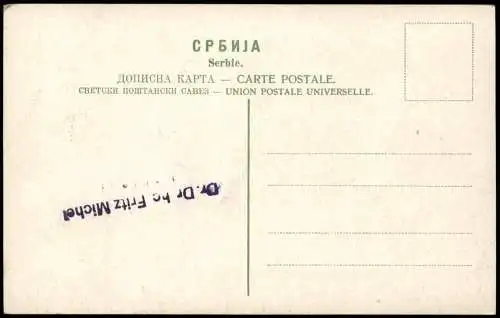 СРБИЈА
Serbie.
ДОПИСНА КАРТА — CARTE POSTALE.
СВЕТСКИ ПОШТАНСКИ САВЕЗ — UNION POSTALE UNIVERSELLE.
Dr. Dr. hc Fritz Michel